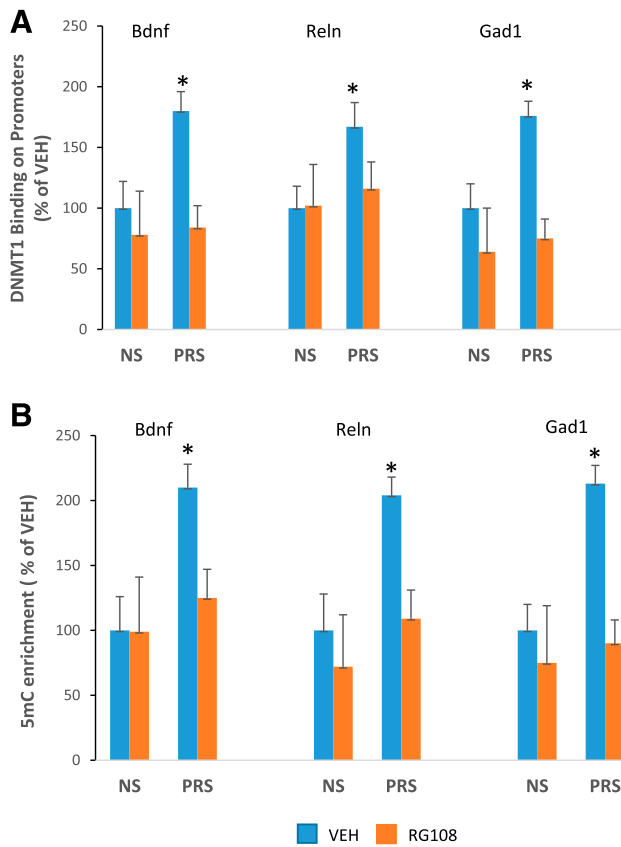 A
Bdnf Reln Gad1
DNMT1 Binding on Promoters
(% of VEH)
250
200
150
100
50
0
* * *
NS PRS NS PRS NS PRS
B
Bdnf Reln Gad1
5mC enrichment ( % of VEH)
250
200
150
100
50
0
* * *
NS PRS NS PRS NS PRS
VEH RG108